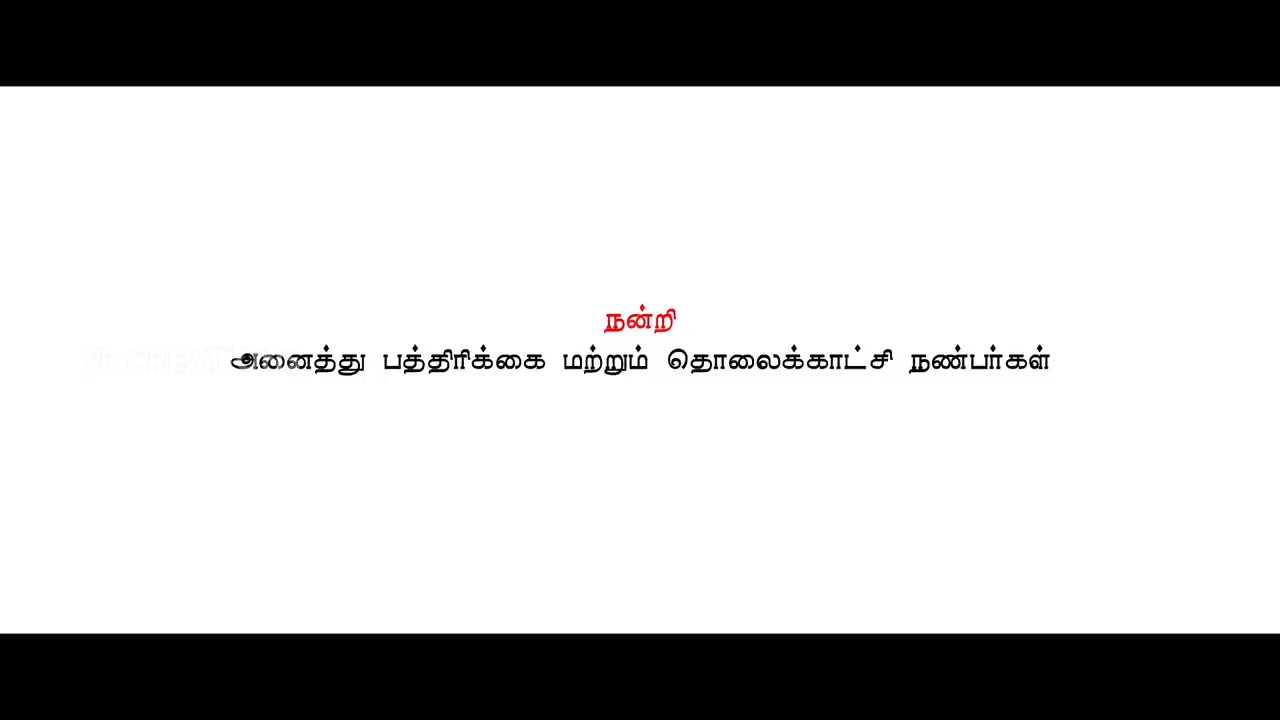 நன்றி
அனைத்து பத்திரிக்கை மற்றும் தொலைக்காட்சி நண்பர்கள்